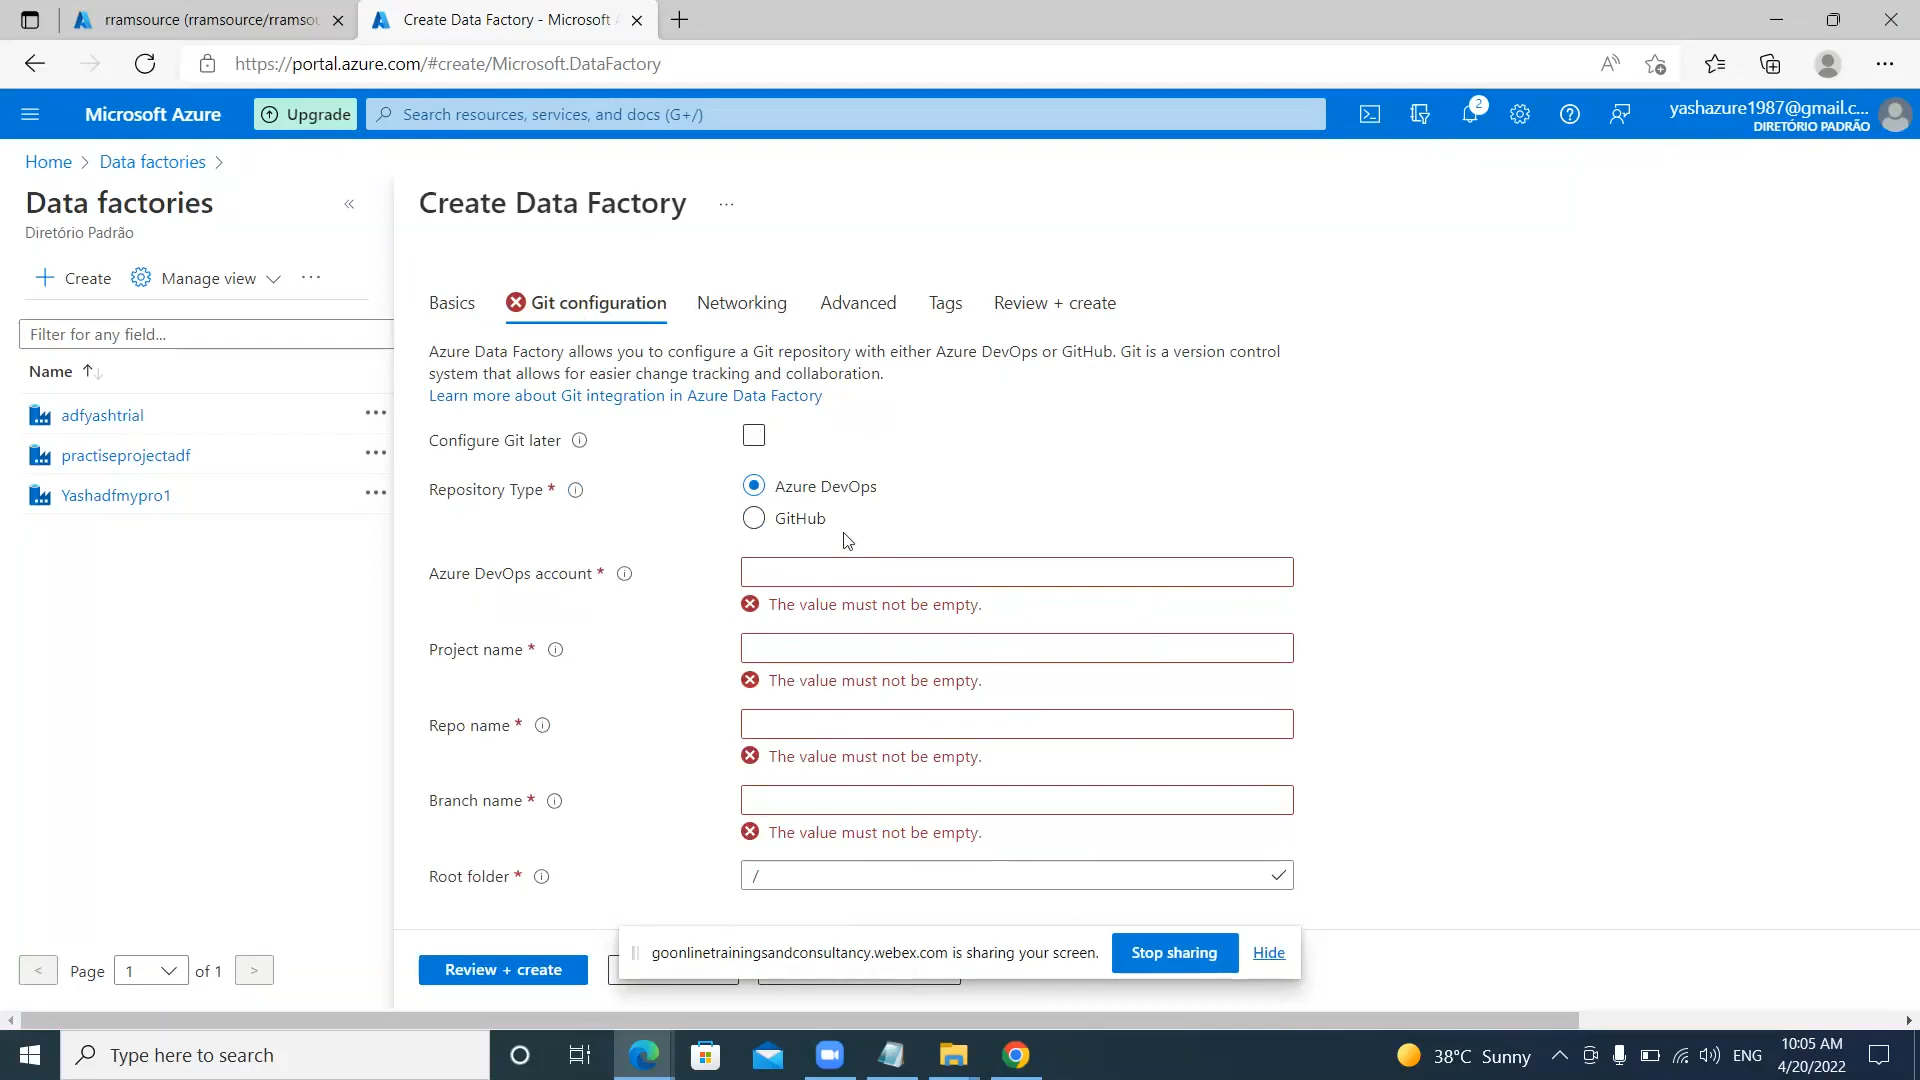 rramsource (rramsource/rramsou
Create Data Factory - Microsoft A
https://portal.azure.com/#create/Microsoft.DataFactory
Microsoft Azure
Upgrade
Search resources, services, and docs (G+/)
2
yashazure1987@gmail.c...
DIRETÓRIO PADRÃO
Home > Data factories >
Data factories
«
Diretório Padrão
Create Data Factory
...
+ Create
Manage view
...
Basics
Git configuration
Networking
Advanced
Tags
Review + create
Filter for any field...
Azure Data Factory allows you to configure a Git repository with either Azure DevOps or GitHub. Git is a version control
system that allows for easier change tracking and collaboration.
Learn more about Git integration in Azure Data Factory
Name ↑↓
adfyashtrial
...
practiseprojectadf
...
Yashadfmypro1
...
Configure Git later
Repository Type *
Azure DevOps
GitHub
Azure DevOps account *
The value must not be empty.
Project name *
The value must not be empty.
Repo name *
The value must not be empty.
Branch name *
The value must not be empty.
Root folder *
/
< Page 1 of 1 >
Review + create
goonlinetrainingsandconsultancy.webex.com is sharing your screen.
Stop sharing
Hide
Type here to search
38°C Sunny
ENG
10:05 AM
4/20/2022